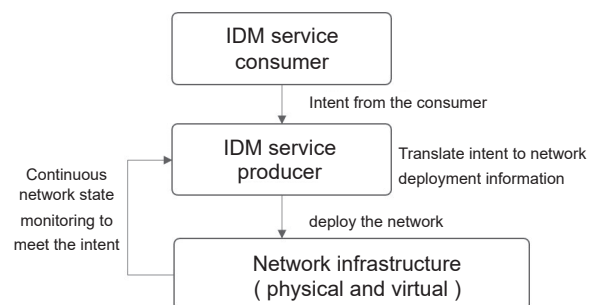 IDM service
consumer
Intent from the consumer
IDM service
producer
Translate intent to network
deployment information
Continuous
network state
monitoring to
meet the intent
deploy the network
Network infrastructure
( physical and virtual )